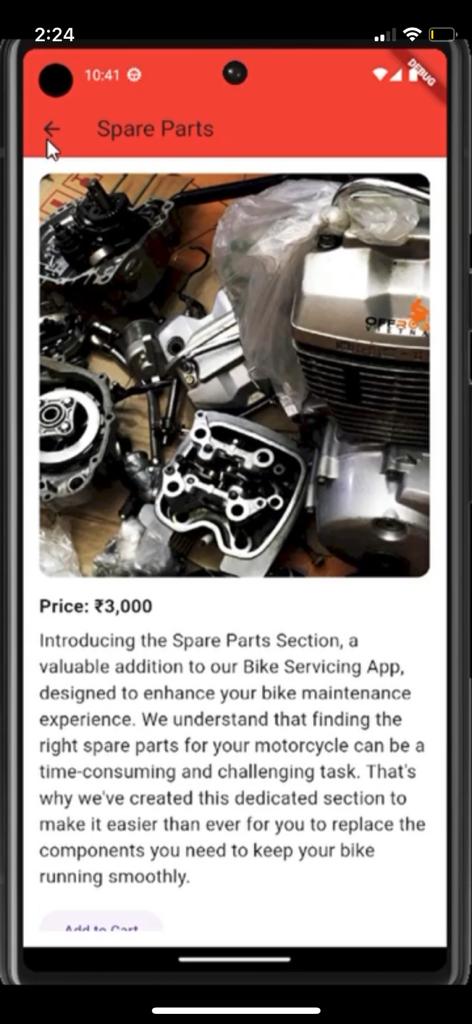 2:24
10:41
DEBUG
Spare Parts
OFFROAD
VIETNAM
Price: ₹3,000
Introducing the Spare Parts Section, a
valuable addition to our Bike Servicing App,
designed to enhance your bike maintenance
experience. We understand that finding the
right spare parts for your motorcycle can be a
time-consuming and challenging task. That's
why we've created this dedicated section to
make it easier than ever for you to replace the
components you need to keep your bike
running smoothly.
Add to Cart